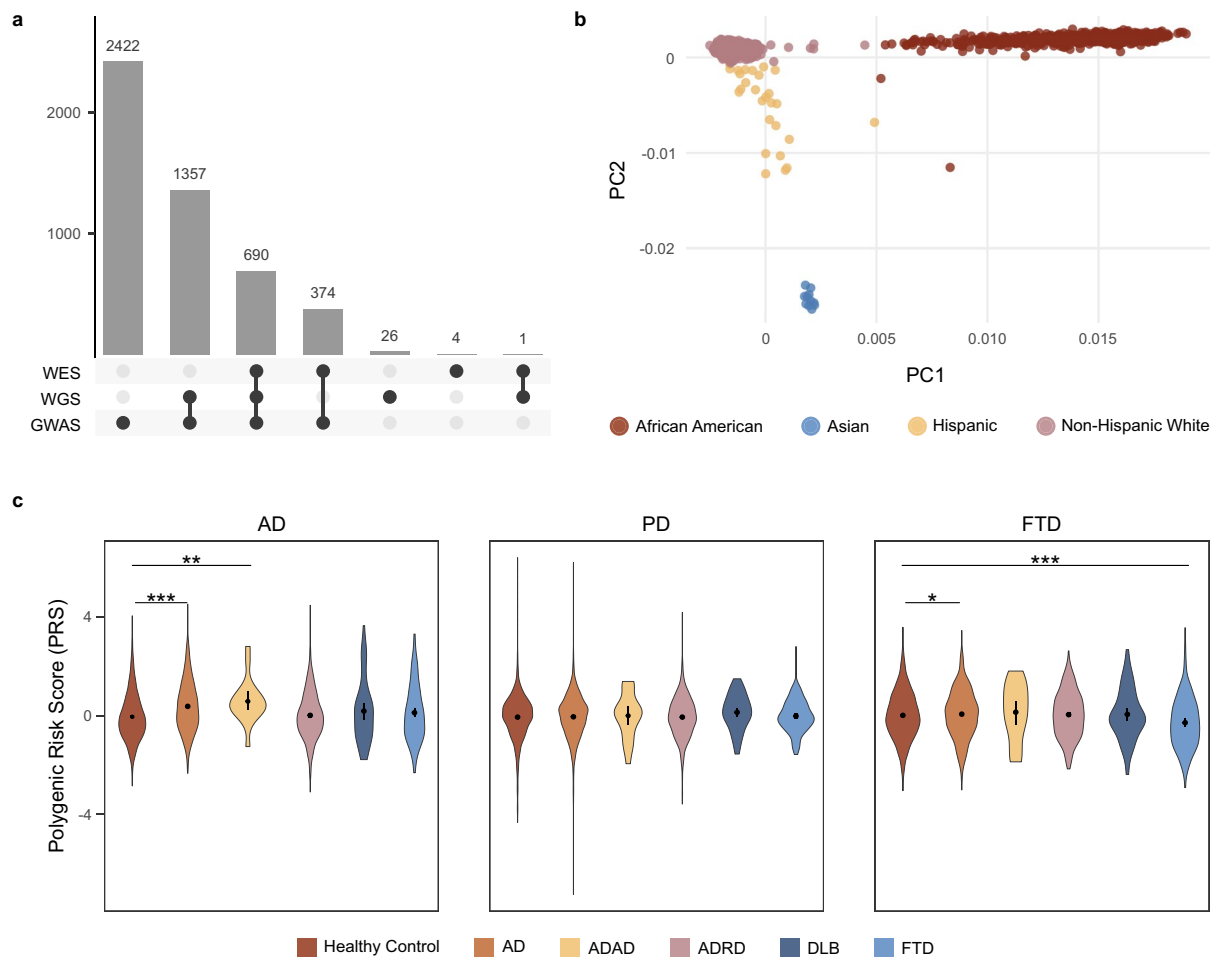 a
2422
2000
1357
1000
690
374
26
4
1
WES
WGS
GWAS
b
0
-0.01
-0.02
PC2
0
0.005
0.010
0.015
PC1
African American
Asian
Hispanic
Non-Hispanic White
c
AD
PD
FTD
Polygenic Risk Score (PRS)
4
0
-4
**
***
***
*
Healthy Control
AD
ADAD
ADRD
DLB
FTD